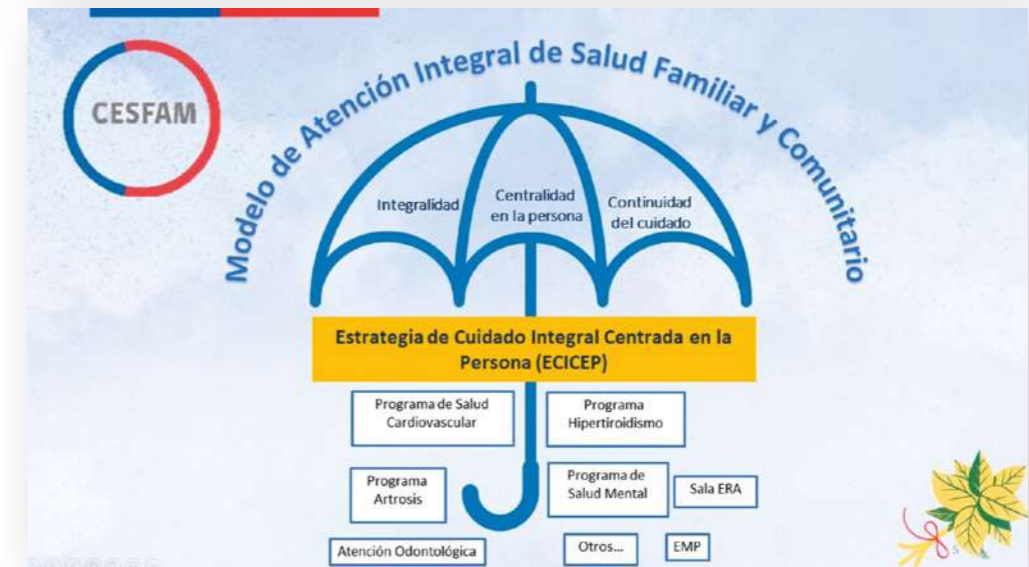 CESFAM
Modelo de Atención Integral de Salud Familiar y Comunitario
Integralidad
Centralidad
en la persona
Continuidad
del cuidado
Estrategia de Cuidado Integral Centrada en la
Persona (ECICEP)
Programa de Salud
Cardiovascular
Programa
Hipertiroidismo
Programa
Artrosis
Programa de
Salud Mental
Sala ERA
Atención Odontológica
Otros...
EMP
5